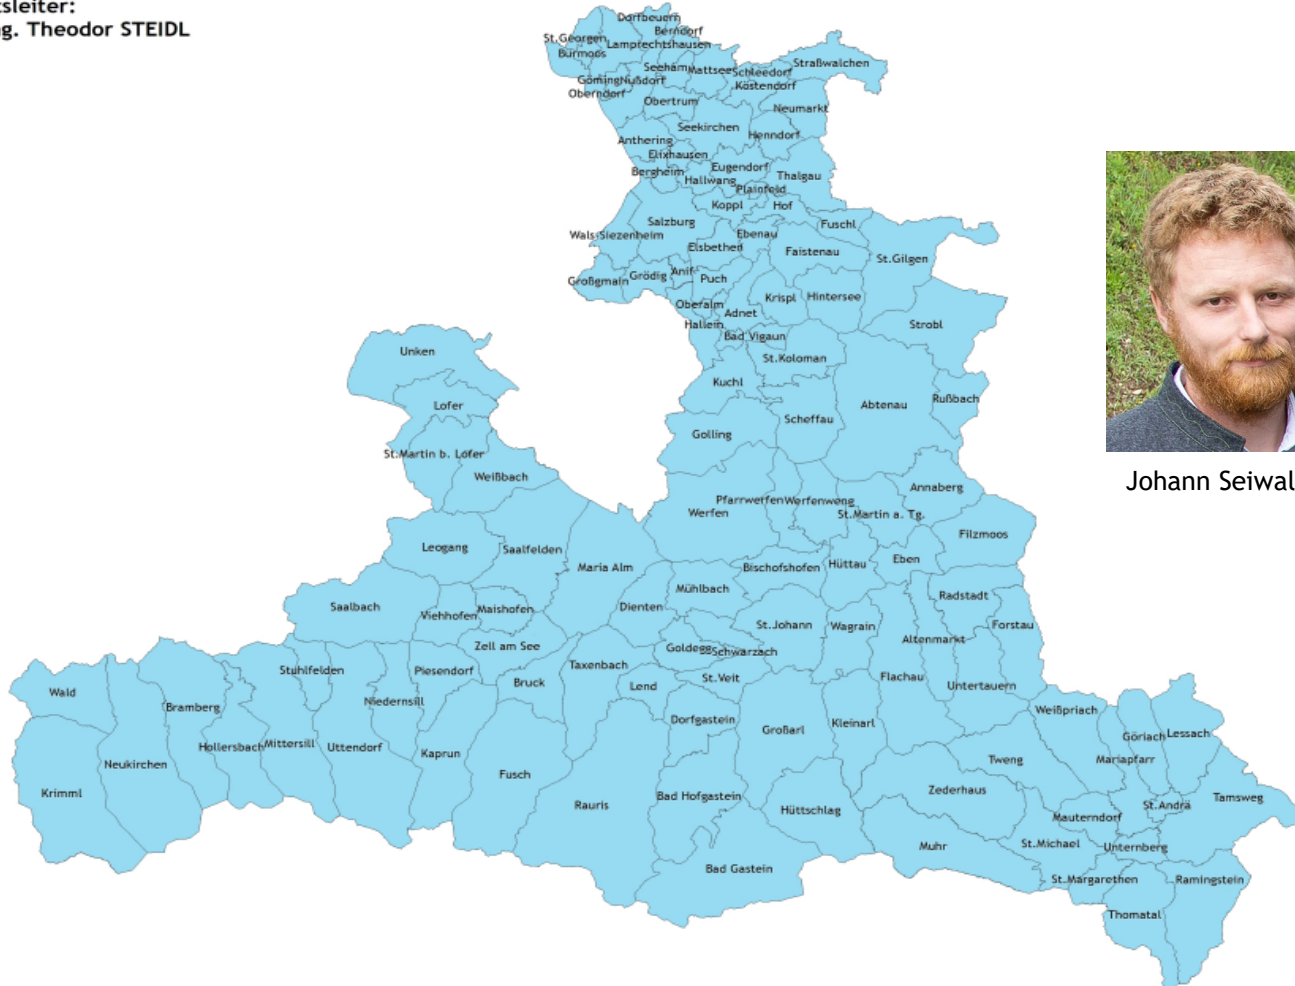 sleiter:
g. Theodor STEIDL
Dorfbeuern
Berndorf
St.Georgen
Lamprechtshausen
Bürmoos
Straßwalchen
Seeham
Mattsee
Schleedorf
Göming
Nußdorf
Köstendorf
Oberndorf
Obertrum
Neumarkt
Seekirchen
Henndorf
Anthering
Elixhausen
Eugendorf
Bergheim
Thalgau
Hallwang
Plainfeld
Koppl
Hof
Salzburg
Fuschl
Wals-Siezenheim
Ebenau
Elsbethen
Faistenau
St.Gilgen
Großgmain
Grödig
Anif
Puch
Krispl
Hintersee
Oberalm
Adnet
Hallein
Strobl
Bad Vigaun
Unken
St.Koloman
Kuchl
Lofer
Rußbach
Abtenau
Scheffau
Golling
St.Martin b. Lofer
Weißbach
Johann Seiwal
Annaberg
Pfarrwerfen
Werfenweng
Werfen
St.Martin a. Tg.
Filzmoos
Leogang
Saalfelden
Eben
Maria Alm
Bischofshofen
Hüttau
Mühlbach
Radstadt
Saalbach
Viehhofen
Maishofen
Dienten
St.Johann
Wagrain
Forstau
Altenmarkt
Zell am See
Goldegg
Schwarzach
Stuhlfelden
Piesendorf
Taxenbach
Bruck
Lend
St.Veit
Flachau
Untertauern
Wald
Bramberg
Niedernsill
Weißpriach
Dorfgastein
Großarl
Kleinarl
Hollersbach
Mittersill
Uttendorf
Kaprun
Göriach
Lessach
Neukirchen
Tweng
Mariapfarr
Fusch
Krimml
Rauris
Bad Hofgastein
Zederhaus
Tamsweg
Hüttschlag
St.Andrä
Mauterndorf
Muhr
St.Michael
Unternberg
Bad Gastein
St.Margarethen
Ramingstein
Thomatal